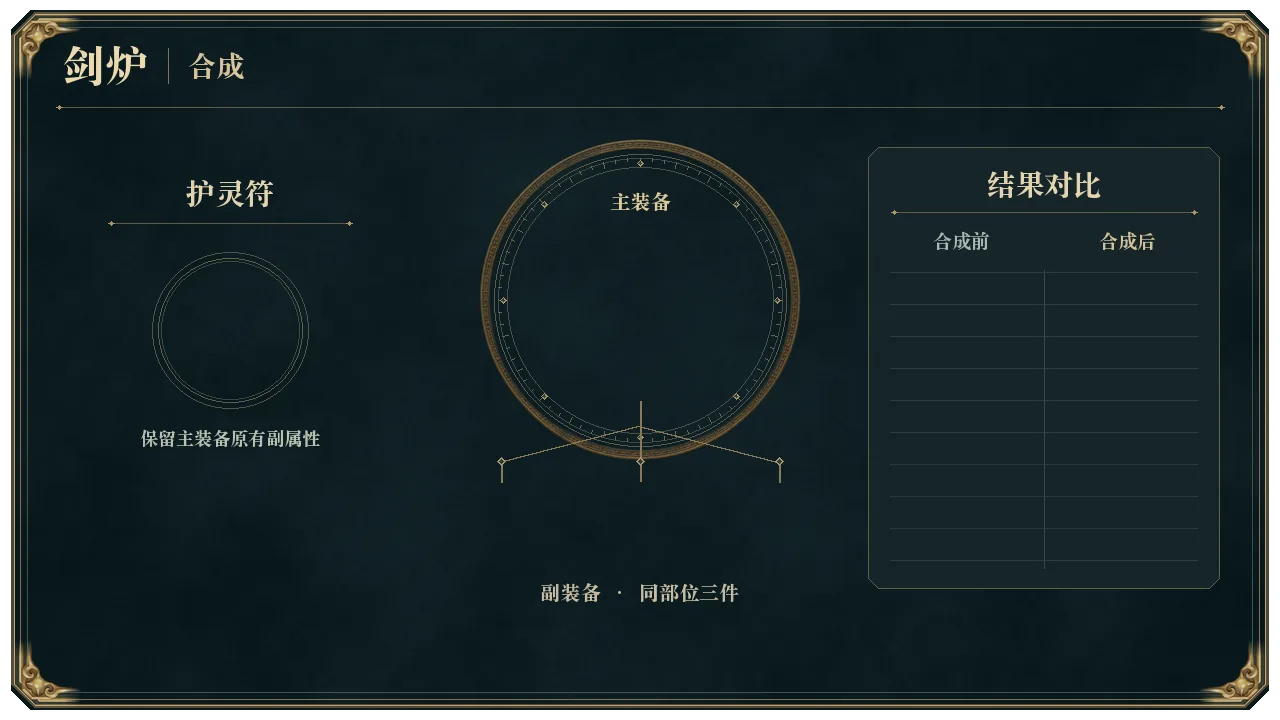 剑炉 合成
护灵符
保留主装备原有副属性
主装备
副装备 · 同部位三件
结果对比
合成前 合成后